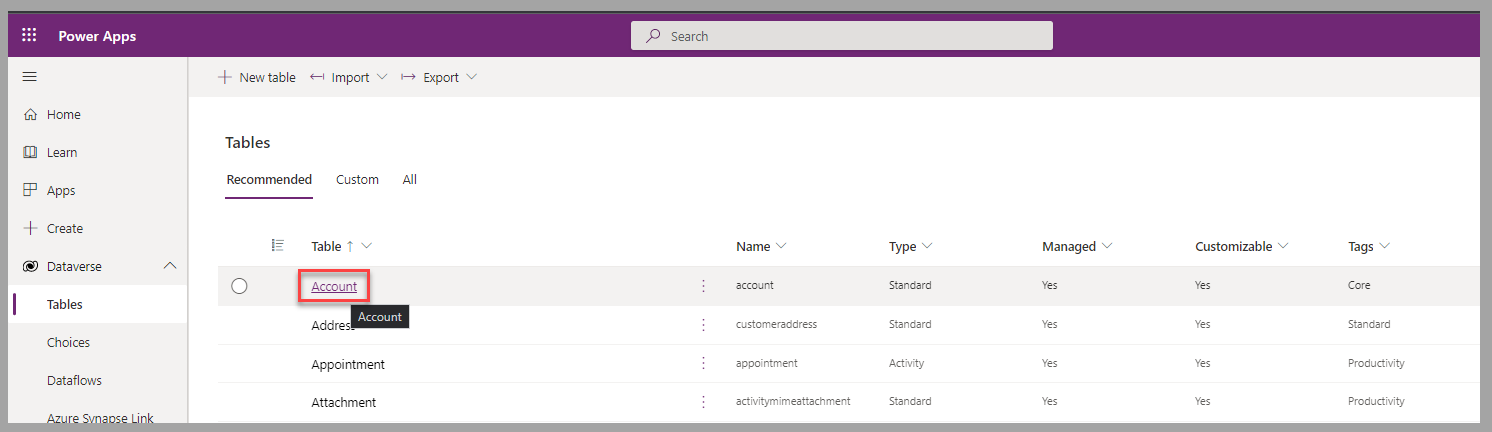 Power Apps
Search
New table Import Export
Home
Learn
Apps
Create
Dataverse
Tables
Choices
Dataflows
Azure Synapse Link
Tables
Recommended Custom All
Table ↑ Name Type Managed Customizable Tags
Account account Standard Yes Yes Core
Account
Address customeraddress Standard Yes Yes Standard
Appointment appointment Activity Yes Yes Productivity
Attachment activitymimeattachment Standard Yes Yes Productivity